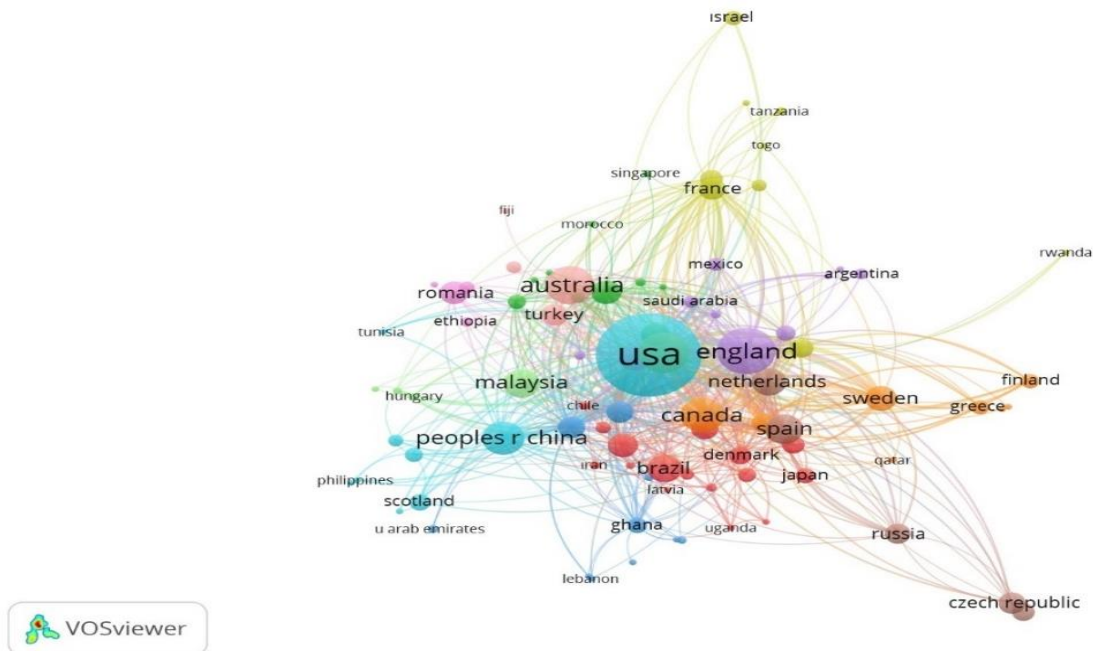 israel
tanzania
togo
singapore
france
fiji
morocco
rwanda
mexico
argentina
australia
romania
saudi arabia
turkey
ethiopia
tunisia
usa
england
malaysia
netherlands
finland
hungary
sweden
chile
canada
greece
peoples r china
spain
denmark
iran
brazil
qatar
japan
philippines
latvia
scotland
ghana
uganda
u arab emirates
russia
lebanon
czech republic
VOSviewer